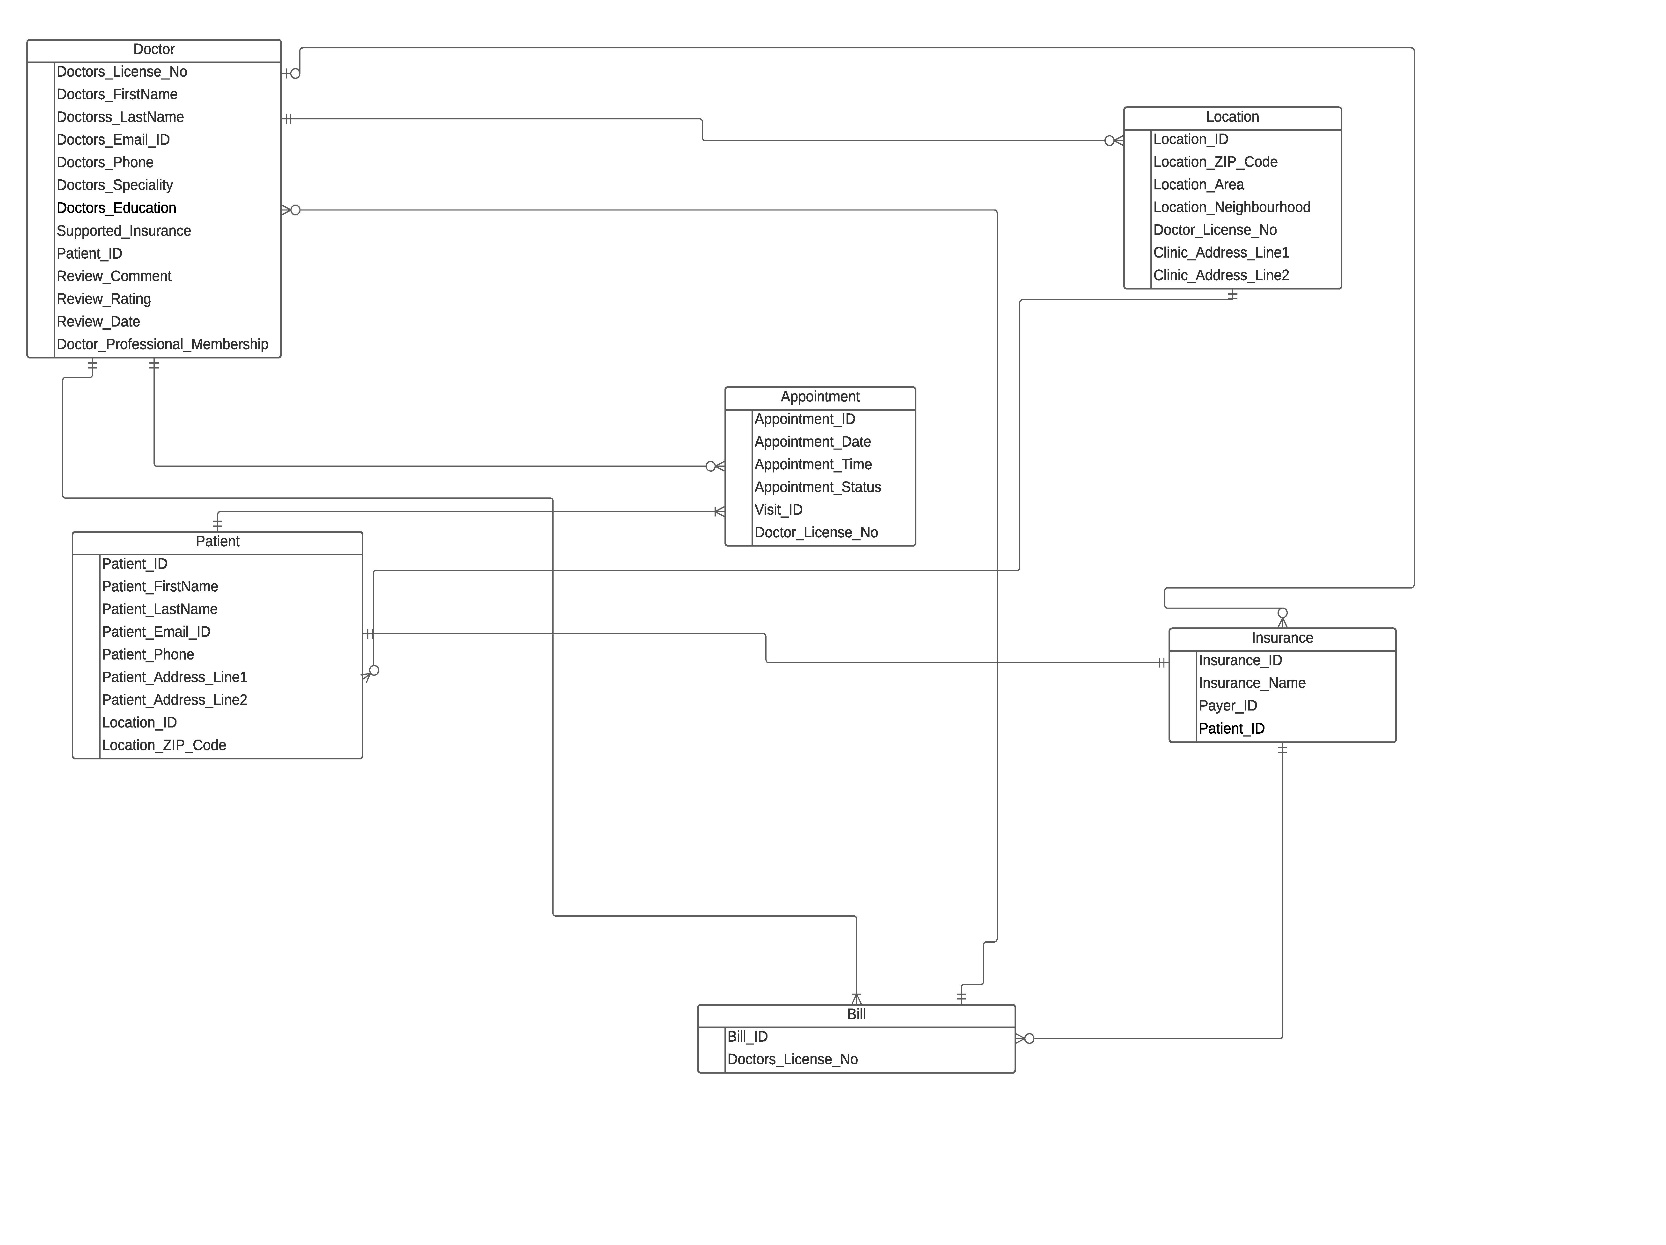 Doctor
Doctors_License_No
Doctors_FirstName
Doctorss_LastName
Doctors_Email_ID
Doctors_Phone
Doctors_Speciality
Doctors_Education
Supported_Insurance
Patient_ID
Review_Comment
Review_Rating
Review_Date
Doctor_Professional_Membership
Location
Location_ID
Location_ZIP_Code
Location_Area
Location_Neighbourhood
Doctor_License_No
Clinic_Address_Line1
Clinic_Address_Line2
Appointment
Appointment_ID
Appointment_Date
Appointment_Time
Appointment_Status
Visit_ID
Doctor_License_No
Patient
Patient_ID
Patient_FirstName
Patient_LastName
Patient_Email_ID
Patient_Phone
Patient_Address_Line1
Patient_Address_Line2
Location_ID
Location_ZIP_Code
Insurance
Insurance_ID
Insurance_Name
Payer_ID
Patient_ID
Bill
Bill_ID
Doctors_License_No